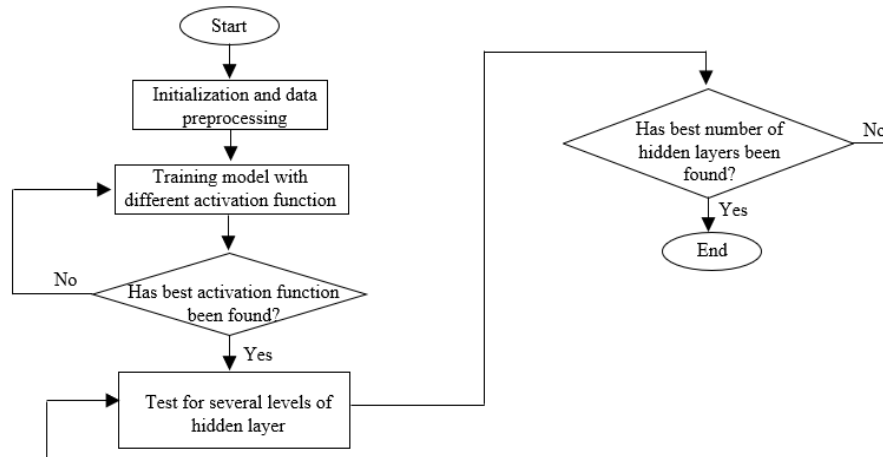 Start
Initialization and data
preprocessing
Training model with
different activation function
No
Has best activation function
been found?
Yes
Test for several levels of
hidden layer
Has best number of
hidden layers been
found?
No
Yes
End